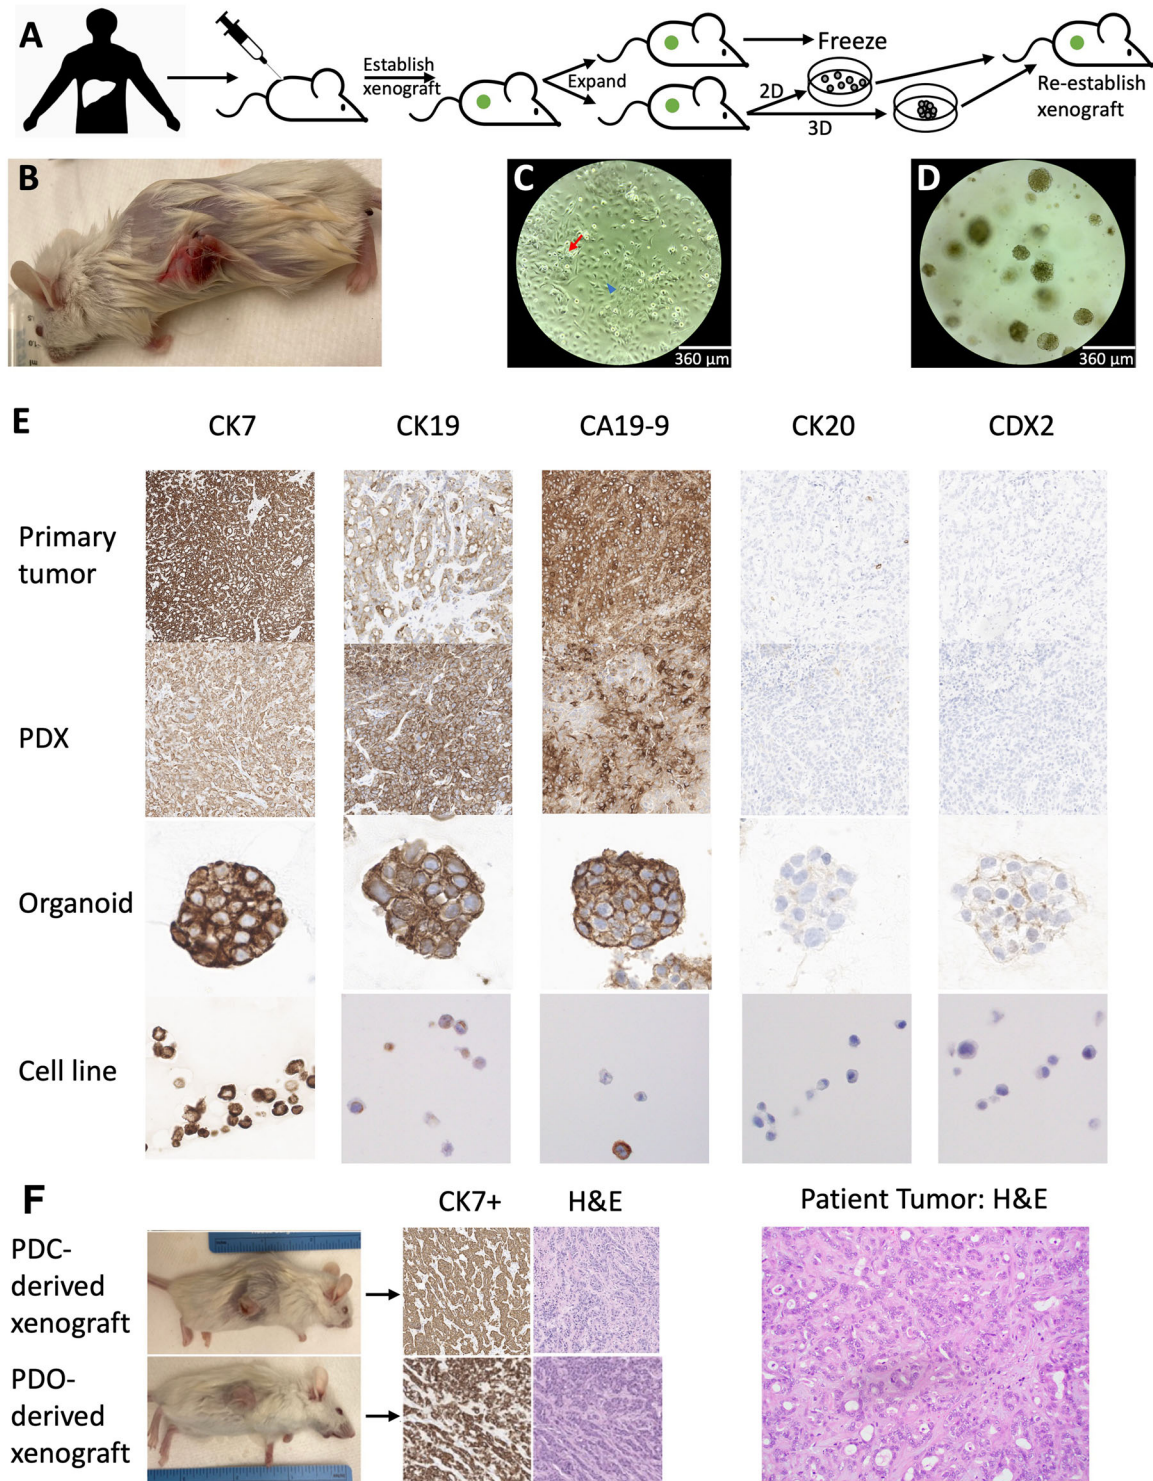 A
Establish
xenograft
Expand
Freeze
2D
3D
Re-establish
xenograft
B
C
360 µm
D
360 µm
E
CK7
CK19
CA19-9
CK20
CDX2
Primary
tumor
PDX
Organoid
Cell line
F
CK7+
H&E
Patient Tumor: H&E
PDC-
derived
xenograft
PDO-
derived
xenograft